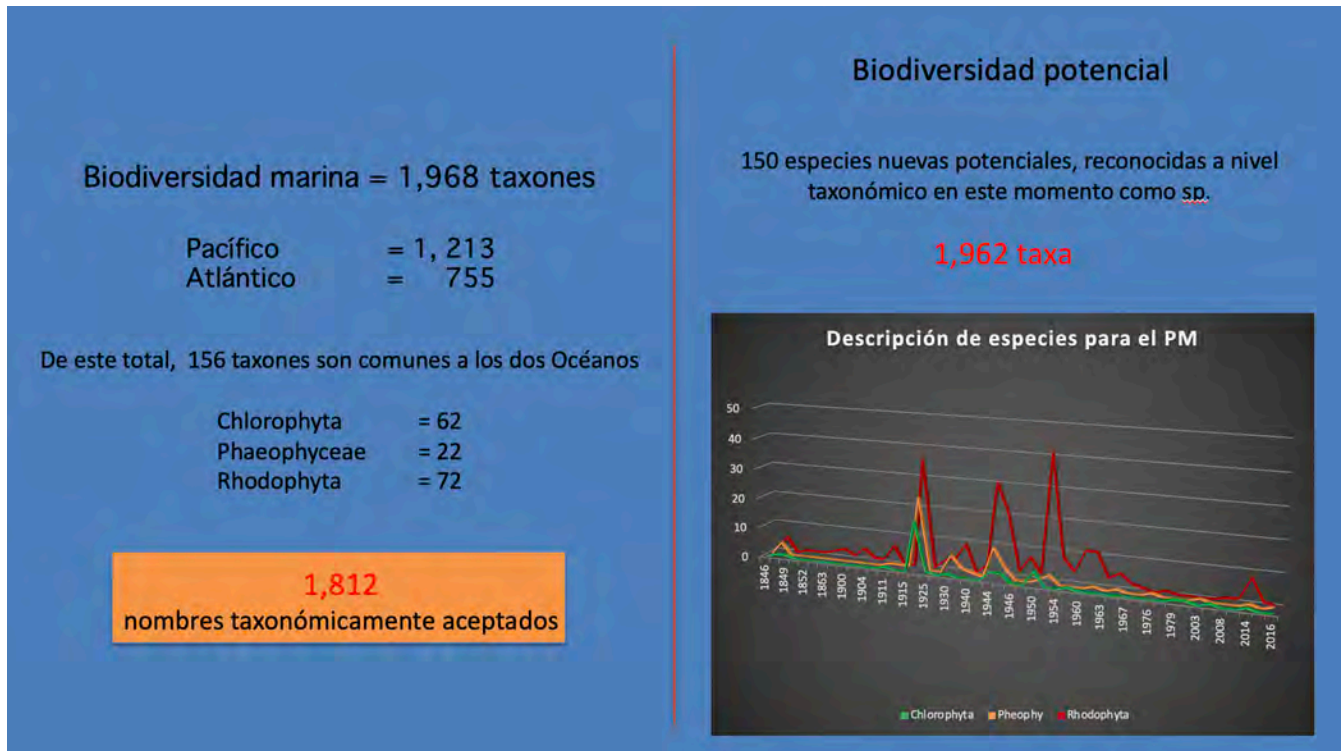 Biodiversidad marina = 1,968 taxones
Pacífico = 1, 213
Atlántico = 755
De este total, 156 taxones son comunes a los dos Océanos
Chlorophyta = 62
Phaeophyceae = 22
Rhodophyta = 72
1,812
nombres taxonómicamente aceptados
Biodiversidad potencial
150 especies nuevas potenciales, reconocidas a nivel
taxonómico en este momento como sp.
1,962 taxa
Descripción de especies para el PM
50
40
30
20
10
0
1846
1849
1852
1863
1900
1904
1911
1915
1925
1930
1940
1944
1946
1950
1954
1960
1963
1967
1976
1979
2003
2008
2014
2016
Chlorophyta Pheophy Rhodophyta